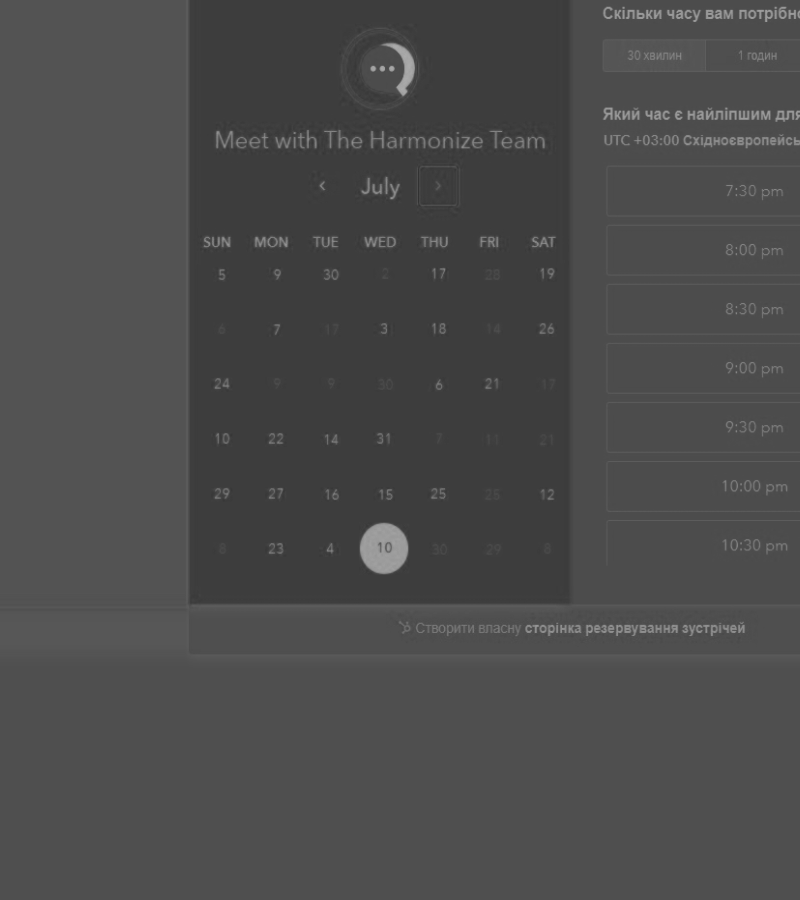 Скільки часу вам потрібно
30 хвилин 1 годин
Meet with The Harmonize Team
July
Який час є найліпшим для
UTC +03:00 Східноєвропейсь
SUN MON TUE WED THU FRI SAT
5 9 30 2 17 28 19
6 7 17 3 18 14 26
24 9 9 30 6 21 17
10 22 14 31 7 11 21
29 27 16 15 25 12
8 23 4 10 30 29 8
7:30 pm
8:00 pm
8:30 pm
9:00 pm
9:30 pm
10:00 pm
10:30 pm
Створити власну сторінка резервування зустрічей